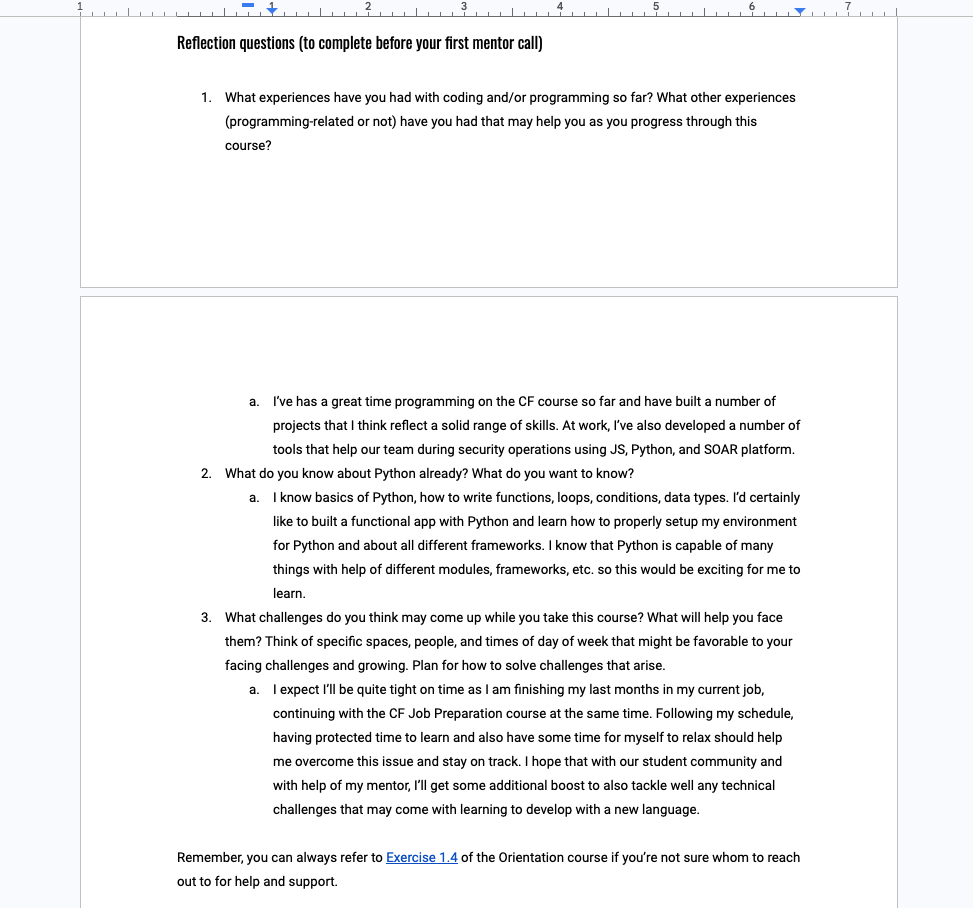 1 1 2 3 4 5 6 7
Reflection questions (to complete before your first mentor call)
1. What experiences have you had with coding and/or programming so far? What other experiences
(programming-related or not) have you had that may help you as you progress through this
course?
a. I've has a great time programming on the CF course so far and have built a number of
projects that I think reflect a solid range of skills. At work, I've also developed a number of
tools that help our team during security operations using JS, Python, and SOAR platform.
2. What do you know about Python already? What do you want to know?
a. I know basics of Python, how to write functions, loops, conditions, data types. I'd certainly
like to built a functional app with Python and learn how to properly setup my environment
for Python and about all different frameworks. I know that Python is capable of many
things with help of different modules, frameworks, etc. so this would be exciting for me to
learn.
3. What challenges do you think may come up while you take this course? What will help you face
them? Think of specific spaces, people, and times of day of week that might be favorable to your
facing challenges and growing. Plan for how to solve challenges that arise.
a. I expect I'll be quite tight on time as I am finishing my last months in my current job,
continuing with the CF Job Preparation course at the same time. Following my schedule,
having protected time to learn and also have some time for myself to relax should help
me overcome this issue and stay on track. I hope that with our student community and
with help of my mentor, I'll get some additional boost to also tackle well any technical
challenges that may come with learning to develop with a new language.
Remember, you can always refer to Exercise 1.4 of the Orientation course if you're not sure whom to reach
out to for help and support.